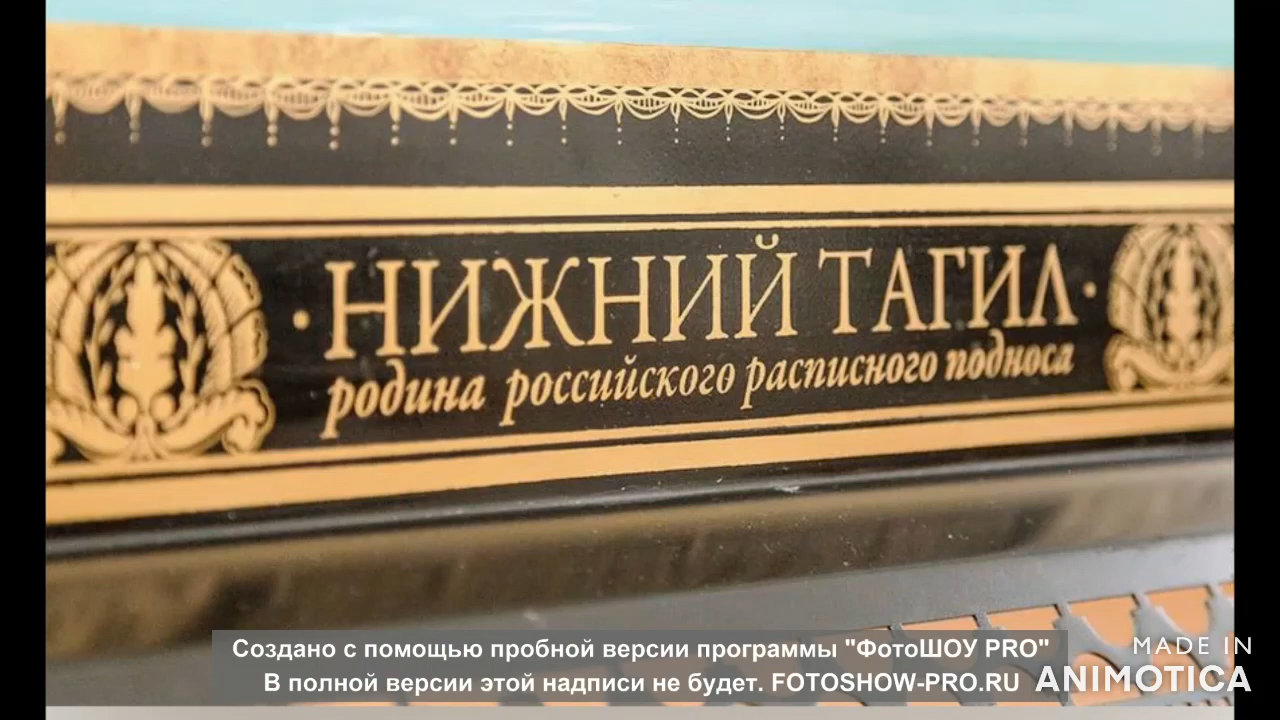 · НИЖНИЙ ТАГИЛ ·
родина российского расписного подноса
Создано с помощью пробной версии программы "ФотоШОУ PRO"
В полной версии этой надписи не будет. FOTOSHOW-PRO.RU
MADE IN
ANIMOTICA